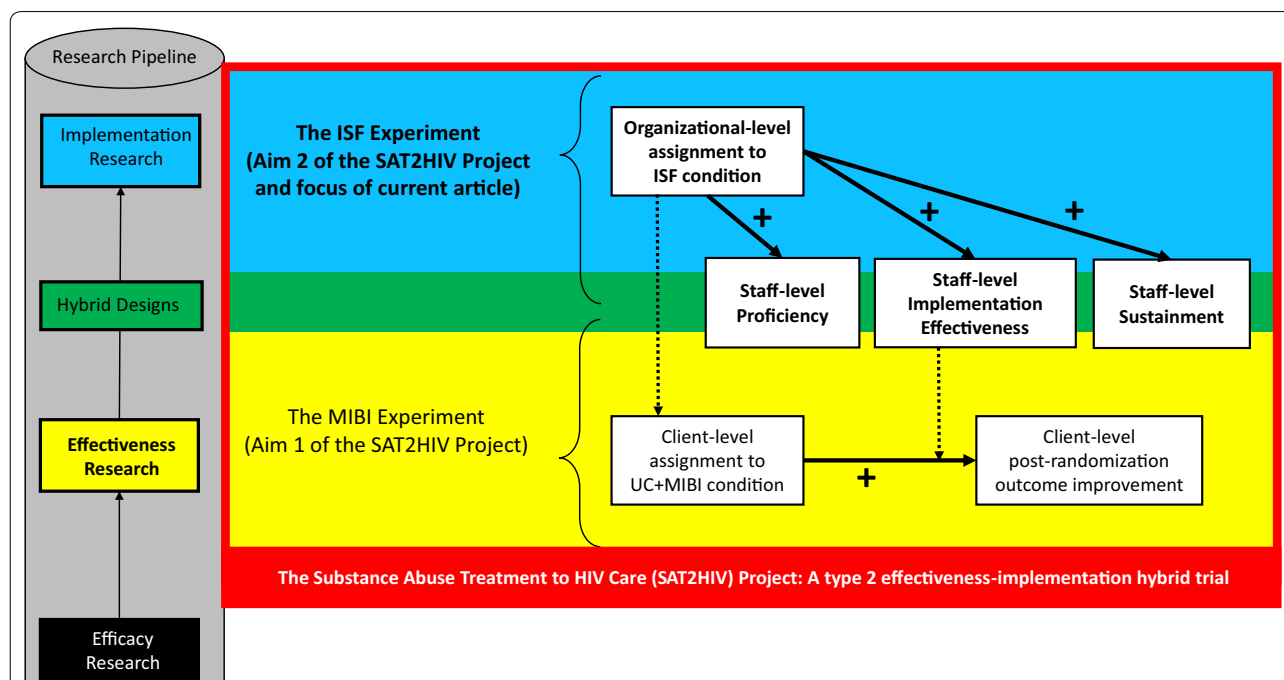 Research Pipeline
Implementation
Research
Hybrid Designs
Effectiveness
Research
Efficacy
Research
The ISF Experiment
(Aim 2 of the SAT2HIV Project
and focus of current article)
Organizational-level
assignment to
ISF condition
+
+
+
Staff-level
Proficiency
Staff-level
Implementation
Effectiveness
Staff-level
Sustainment
The MIBI Experiment
(Aim 1 of the SAT2HIV Project)
Client-level
assignment to
UC+MIBI condition
+
Client-level
post-randomization
outcome improvement
The Substance Abuse Treatment to HIV Care (SAT2HIV) Project: A type 2 effectiveness-implementation hybrid trial